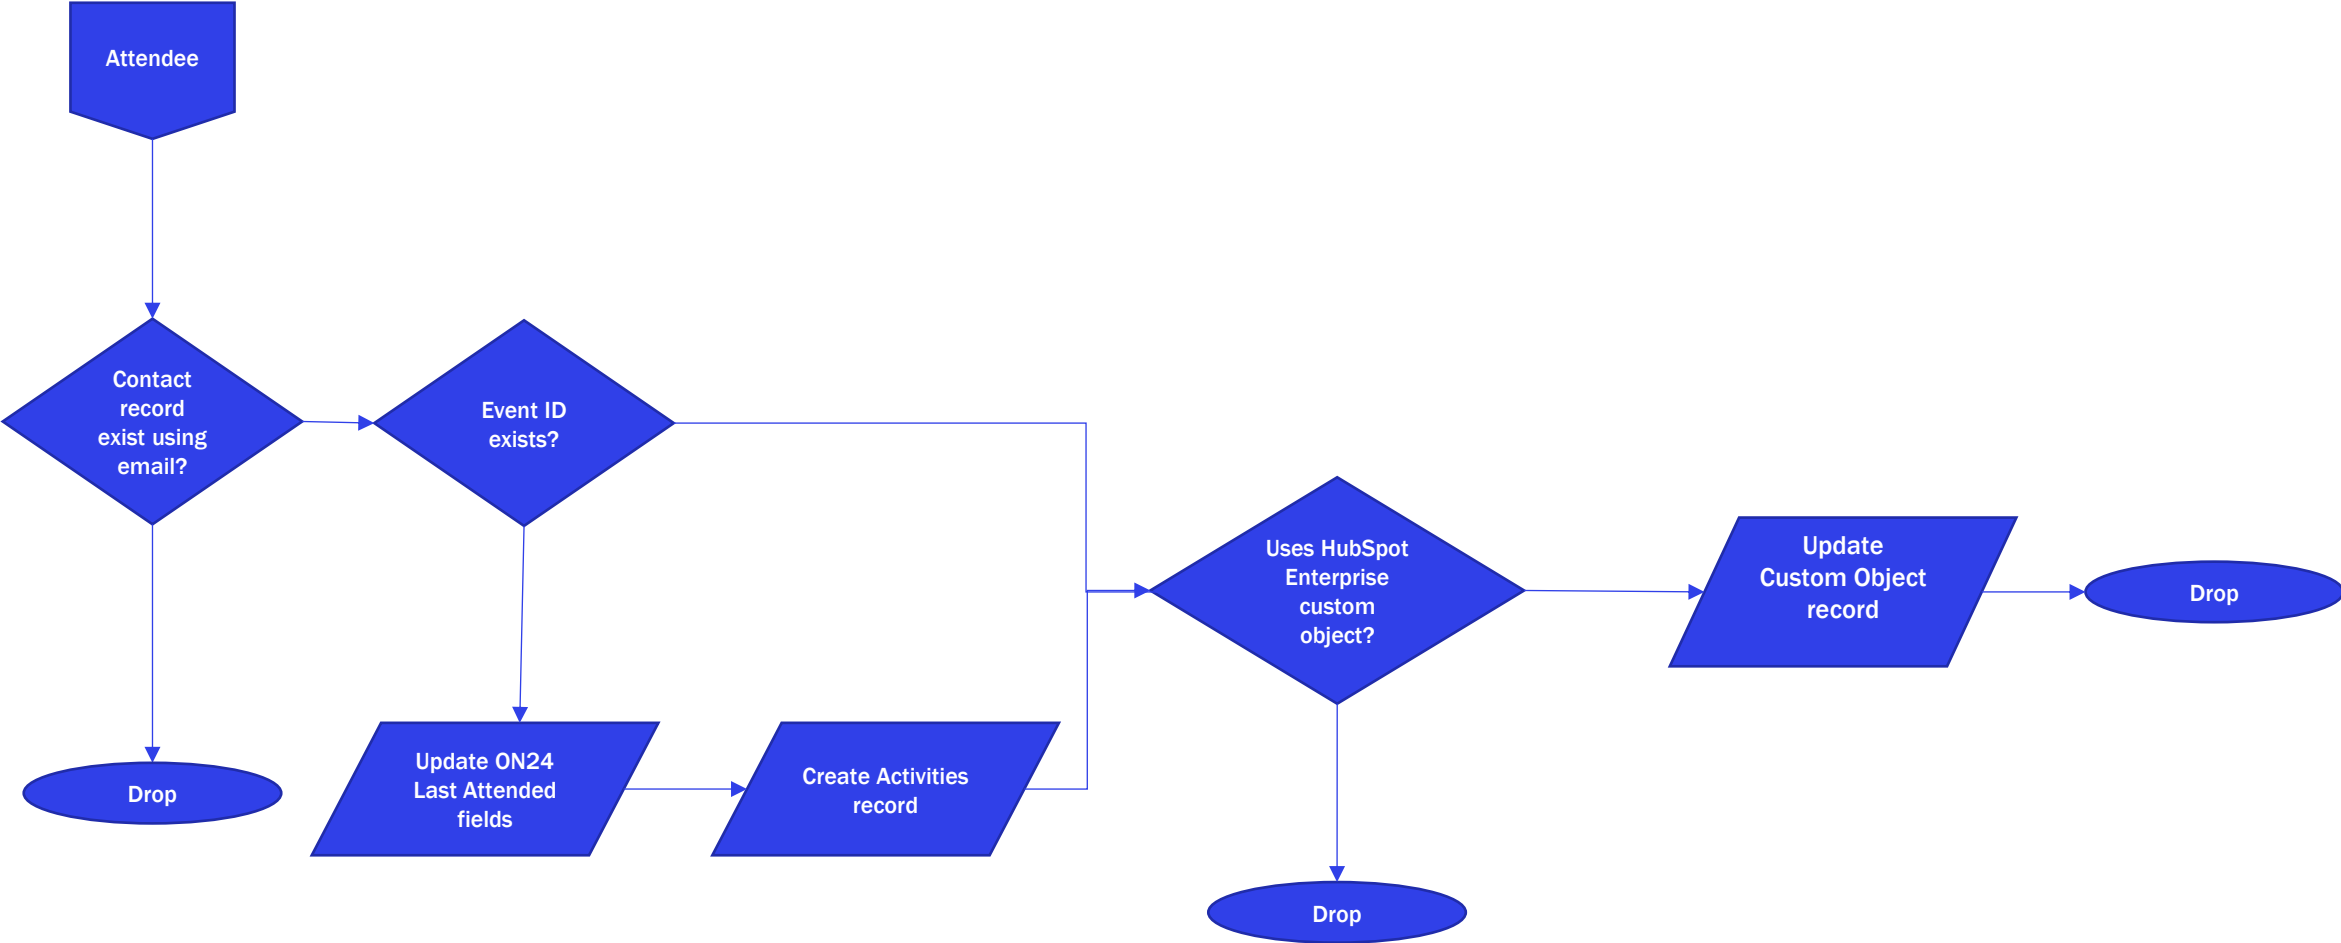 Attendee
Contact
record
exist using
email?
Event ID
exists?
Uses HubSpot
Enterprise
custom
object?
Update
Custom Object
record
Drop
Update ON24
Last Attended
fields
Create Activities
record
Drop
Drop